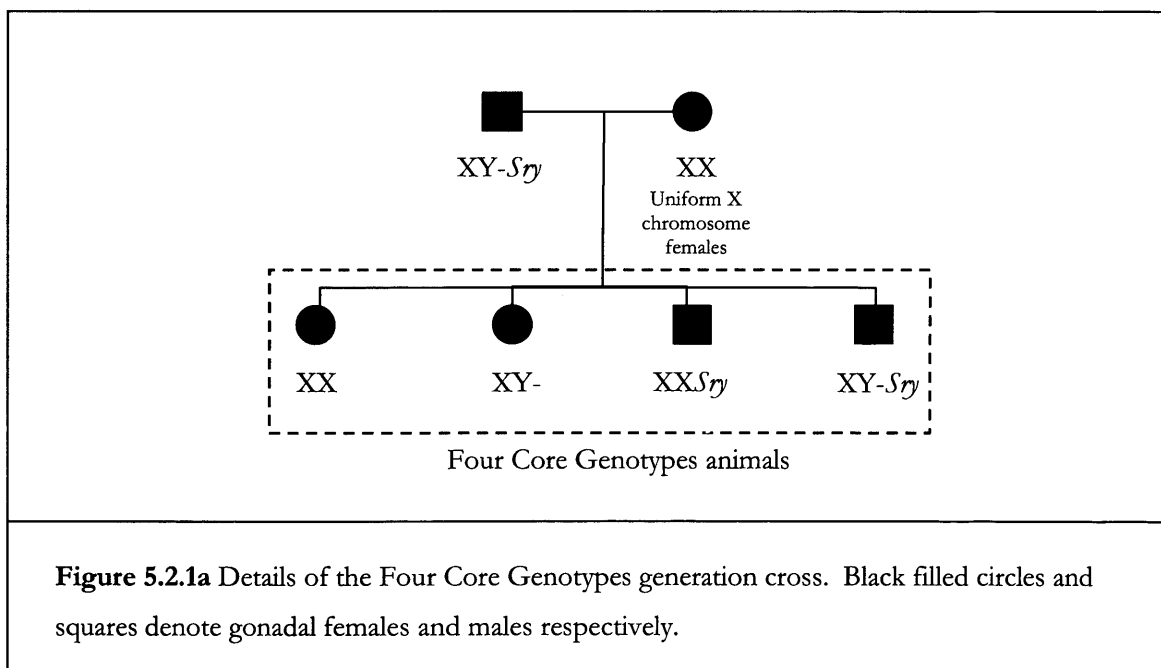 XY-Sry
XX
Uniform X
chromosome
females
XX
XY-
XXSry
XY-Sry
Four Core Genotypes animals
Figure 5.2.1a Details of the Four Core Genotypes generation cross. Black filled circles and
squares denote gonadal females and males respectively.